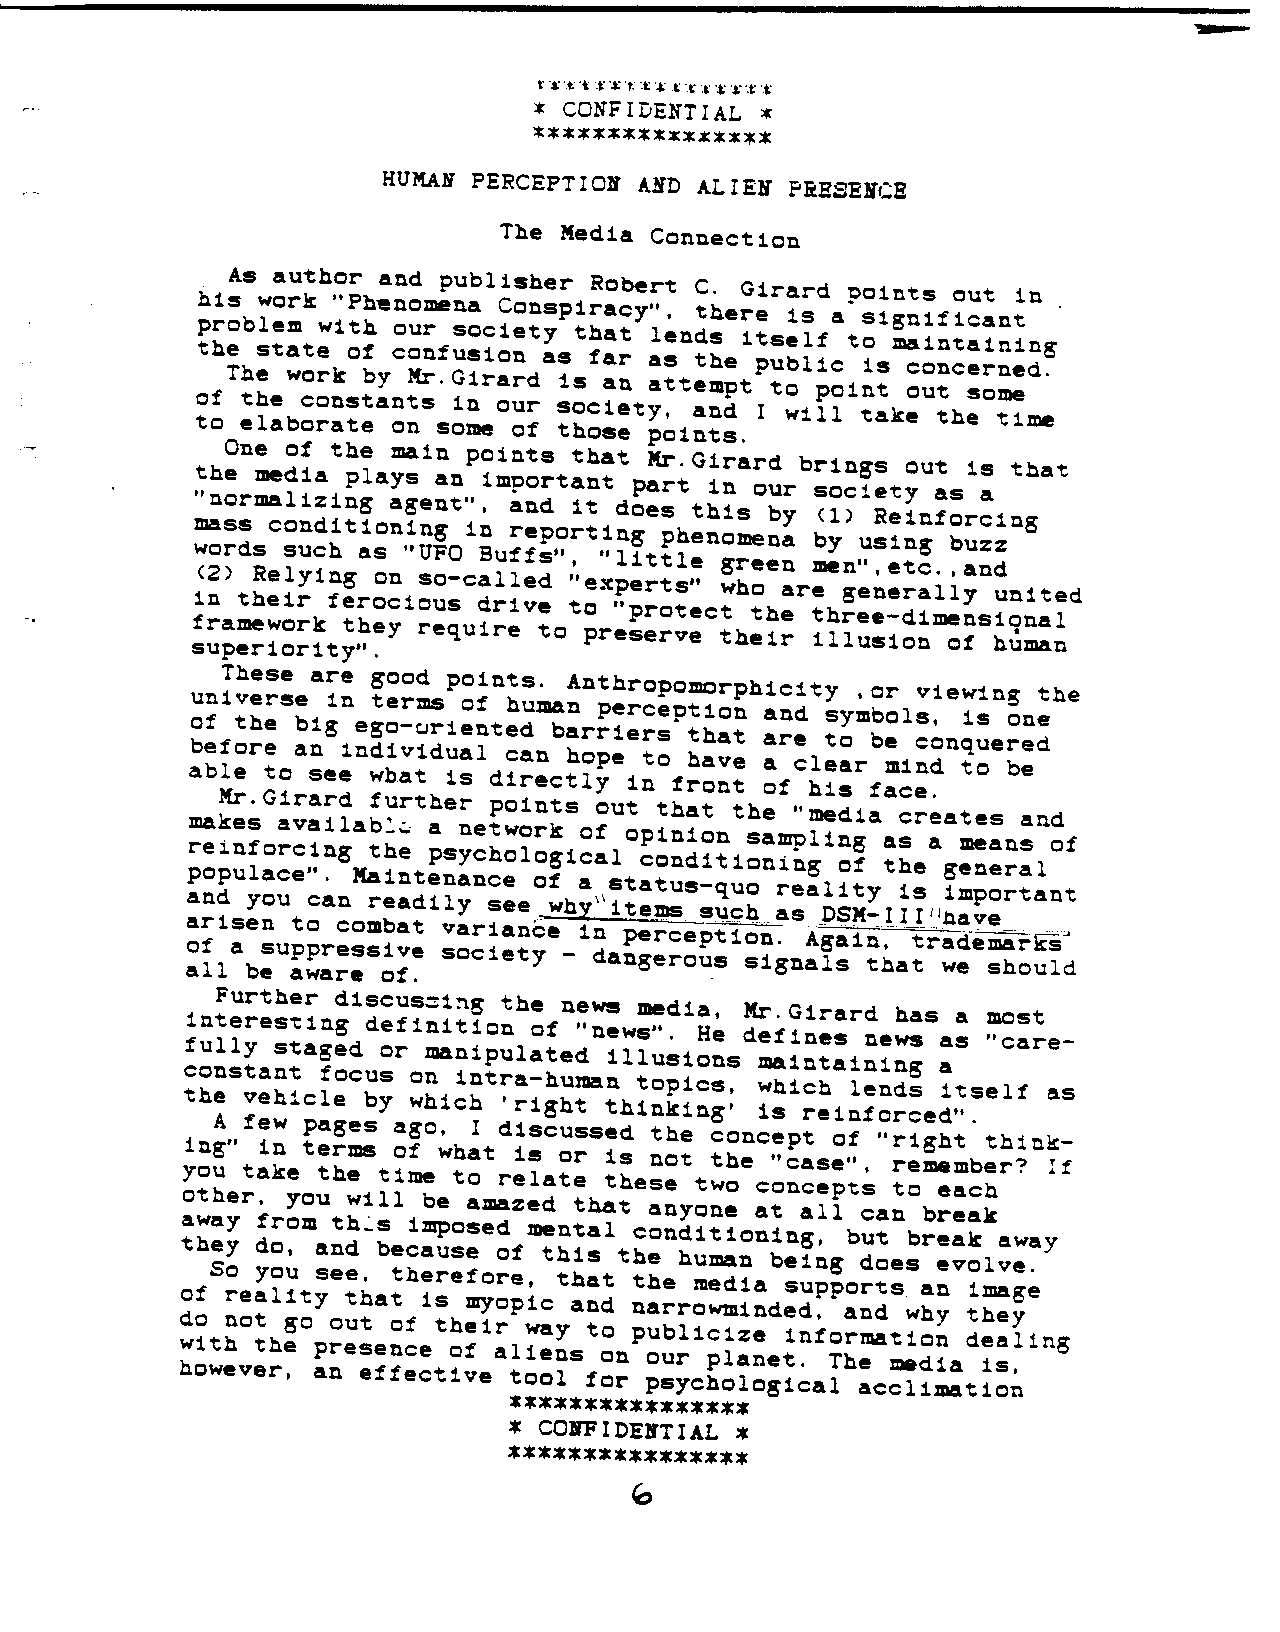 ****************
* CONFIDENTIAL *
****************
HUMAN PERCEPTION AND ALIEN PRESENCE
The Media Connection
As author and publisher Robert C. Girard points out in
his work "Phenomena Conspiracy", there is a significant
problem with our society that lends itself to maintaining
the state of confusion as far as the public is concerned.
The work by Mr.Girard is an attempt to point out some
of the constants in our society, and I will take the time
to elaborate on some of those points.
One of the main points that Mr.Girard brings out is that
the media plays an important part in our society as a
"normalizing agent", and it does this by (1) Reinforcing
mass conditioning in reporting phenomena by using buzz
words such as "UFO Buffs", "little green men",etc.,and
(2) Relying on so-called "experts" who are generally united
in their ferocious drive to "protect the three-dimensional
framework they require to preserve their illusion of human
superiority".
These are good points. Anthropomorphicity ,or viewing the
universe in terms of human perception and symbols, is one
of the big ego-oriented barriers that are to be conquered
before an individual can hope to have a clear mind to be
able to see what is directly in front of his face.
Mr.Girard further points out that the "media creates and
makes available a network of opinion sampling as a means of
reinforcing the psychological conditioning of the general
populace". Maintenance of a status-quo reality is important
and you can readily see why "items such as DSM-III" have
arisen to combat variance in perception. Again, trademarks
of a suppressive society - dangerous signals that we should
all be aware of.
Further discussing the news media, Mr.Girard has a most
interesting definition of "news". He defines news as "care-
fully staged or manipulated illusions maintaining a
constant focus on intra-human topics, which lends itself as
the vehicle by which 'right thinking' is reinforced".
A few pages ago, I discussed the concept of "right think-
ing" in terms of what is or is not the "case", remember? If
you take the time to relate these two concepts to each
other, you will be amazed that anyone at all can break
away from this imposed mental conditioning, but break away
they do, and because of this the human being does evolve.
So you see, therefore, that the media supports an image
of reality that is myopic and narrowminded, and why they
do not go out of their way to publicize information dealing
with the presence of aliens on our planet. The media is,
however, an effective tool for psychological acclimation
****************
* CONFIDENTIAL *
****************
6